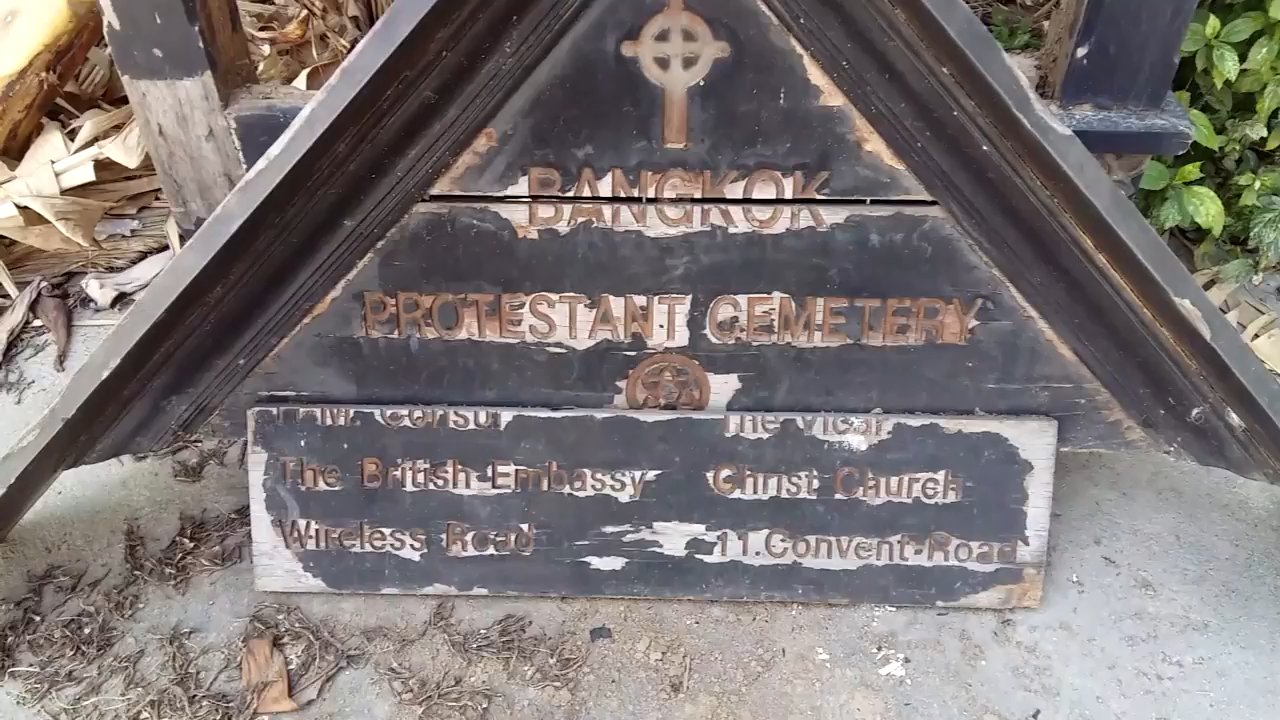 BANGKOK
PROTESTANT CEMETERY
H.M. Consul The Vicar
The British Embassy Christ Church
Wireless Road 11.Convent-Road